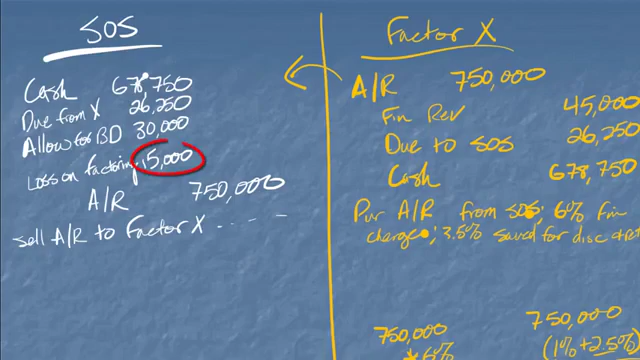 SOS
Cash 678,750
Due from X 26,250
Allow for BD 30,000
Loss on factoring 15,000
A/R 750,000
Sell A/R to Factor X ....
Factor X
A/R 750,000
Fin Rev 45,000
Due to SOS 26,250
Cash 678,750
Pur A/R from SOS; 6% fin
charge; 3.5% saved for disc + ret
750,000
* 6%
750,000
(1% + 2.5%)